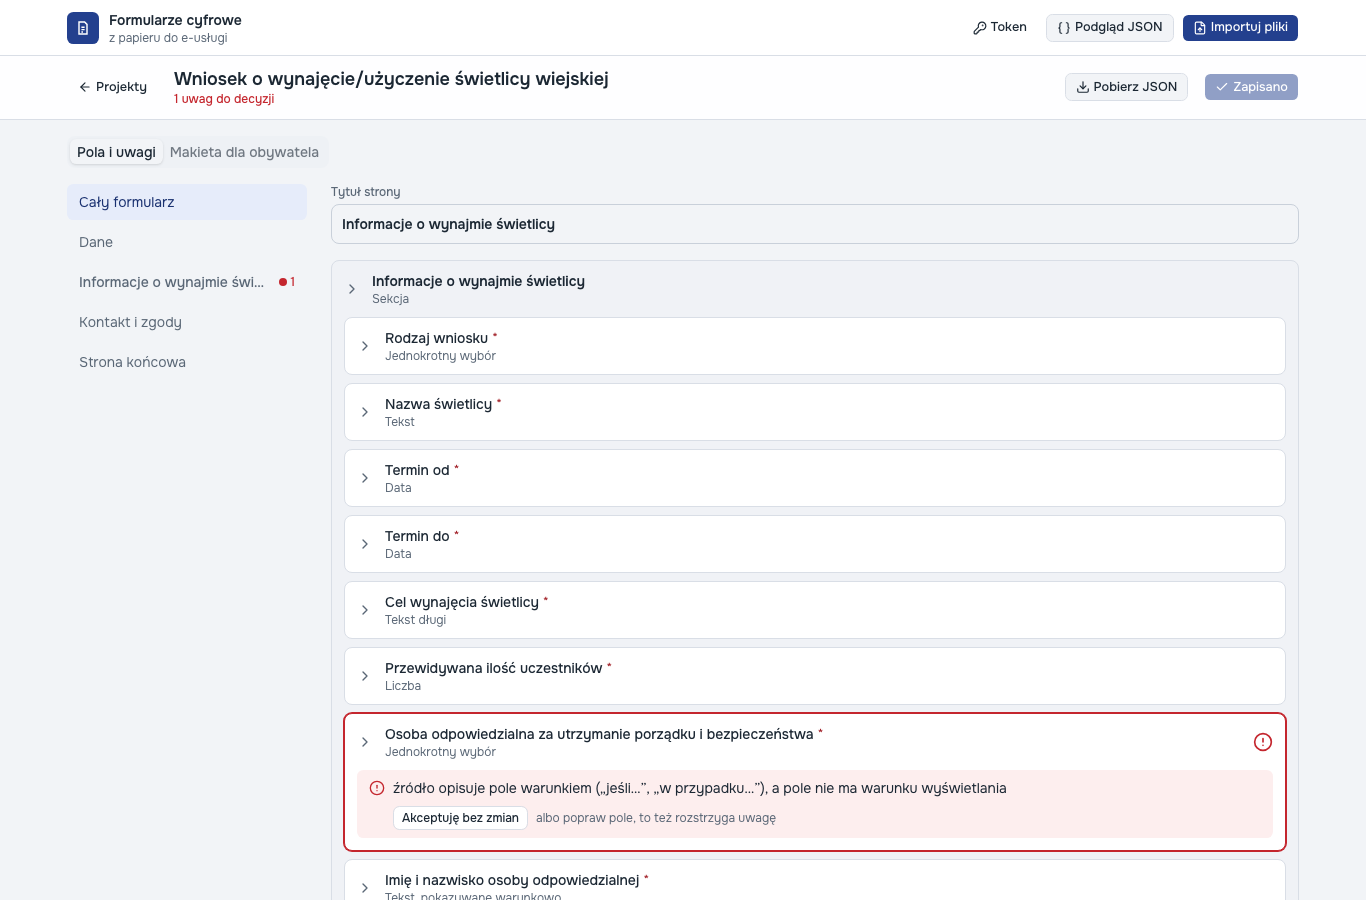 Formularze cyfrowe
z papieru do e-usługi
Token
{ } Podgląd JSON
Importuj pliki
Projekty
Wniosek o wynajęcie/użyczenie świetlicy wiejskiej
1 uwag do decyzji
Pobierz JSON
Zapisano
Pola i uwagi
Makieta dla obywatela
Cały formularz
Dane
Informacje o wynajmie świ...
1
Kontakt i zgody
Strona końcowa
Tytuł strony
Informacje o wynajmie świetlicy
Informacje o wynajmie świetlicy
Sekcja
Rodzaj wniosku *
Jednokrotny wybór
Nazwa świetlicy *
Tekst
Termin od *
Data
Termin do *
Data
Cel wynajęcia świetlicy *
Tekst długi
Przewidywana ilość uczestników *
Liczba
Osoba odpowiedzialna za utrzymanie porządku i bezpieczeństwa *
Jednokrotny wybór
źródło opisuje pole warunkiem („jeśli…”, „w przypadku…”), a pole nie ma warunku wyświetlania
Akceptuję bez zmian
albo popraw pole, to też rozstrzyga uwagę
Imię i nazwisko osoby odpowiedzialnej *
Tekst, pokazywane warunkowo